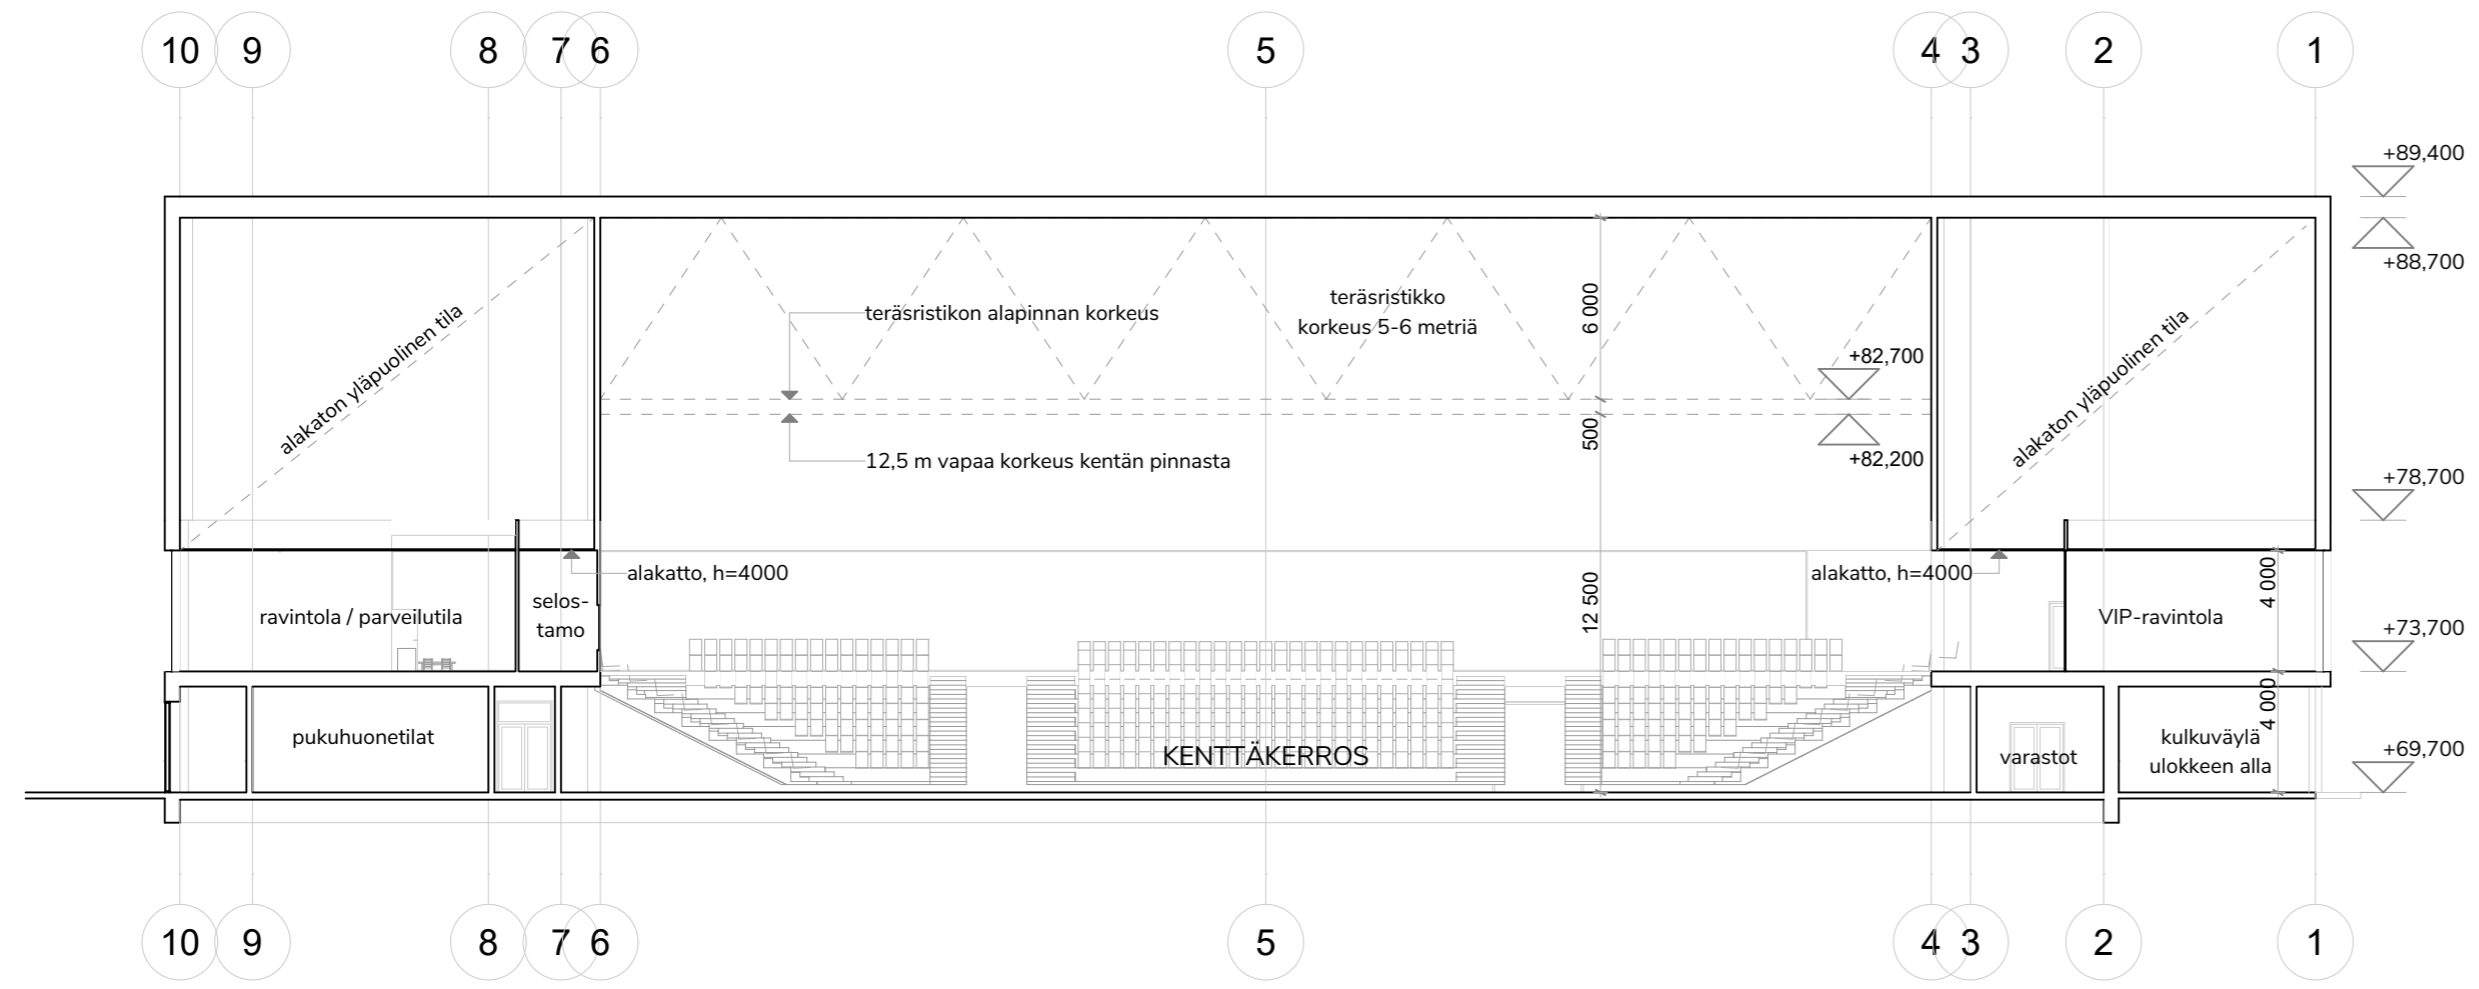 10 9 8 7 6 5 4 3 2 1
+89,400
+88,700
teräsristikko
korkeus 5-6 metriä
teräsristikon alapinnan korkeus
6 000
alakaton yläpuolinen tila
alakaton yläpuolinen tila
+82,700
500
+82,200
12,5 m vapaa korkeus kentän pinnasta
+78,700
alakatto, h=4000
alakatto, h=4000
4 000
12 500
selos-
tamo
ravintola / parveilutila
VIP-ravintola
+73,700
4 000
pukuhuonetilat
KENTTÄKERROS
varastot
kulkuväylä
ulokkeen alla
+69,700
10 9 8 7 6 5 4 3 2 1